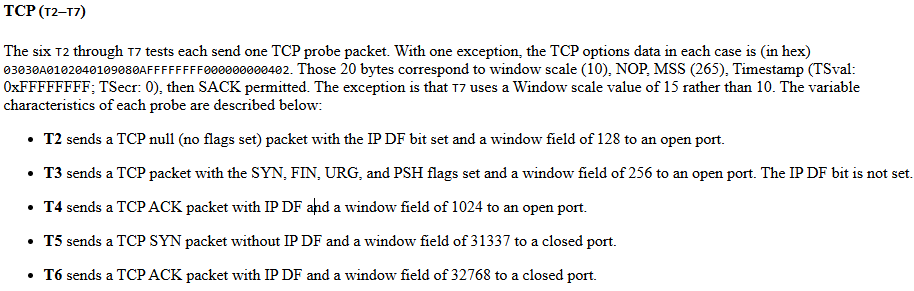 TCP (T2–T7)
The six T2 through T7 tests each send one TCP probe packet. With one exception, the TCP options data in each case is (in hex)
03030A0102040109080AFFFFFFFF000000000402. Those 20 bytes correspond to window scale (10), NOP, MSS (265), Timestamp (TSval:
0xFFFFFFFF; TSecr: 0), then SACK permitted. The exception is that T7 uses a Window scale value of 15 rather than 10. The variable
characteristics of each probe are described below:
• T2 sends a TCP null (no flags set) packet with the IP DF bit set and a window field of 128 to an open port.
• T3 sends a TCP packet with the SYN, FIN, URG, and PSH flags set and a window field of 256 to an open port. The IP DF bit is not set.
• T4 sends a TCP ACK packet with IP DF and a window field of 1024 to an open port.
• T5 sends a TCP SYN packet without IP DF and a window field of 31337 to a closed port.
• T6 sends a TCP ACK packet with IP DF and a window field of 32768 to a closed port.